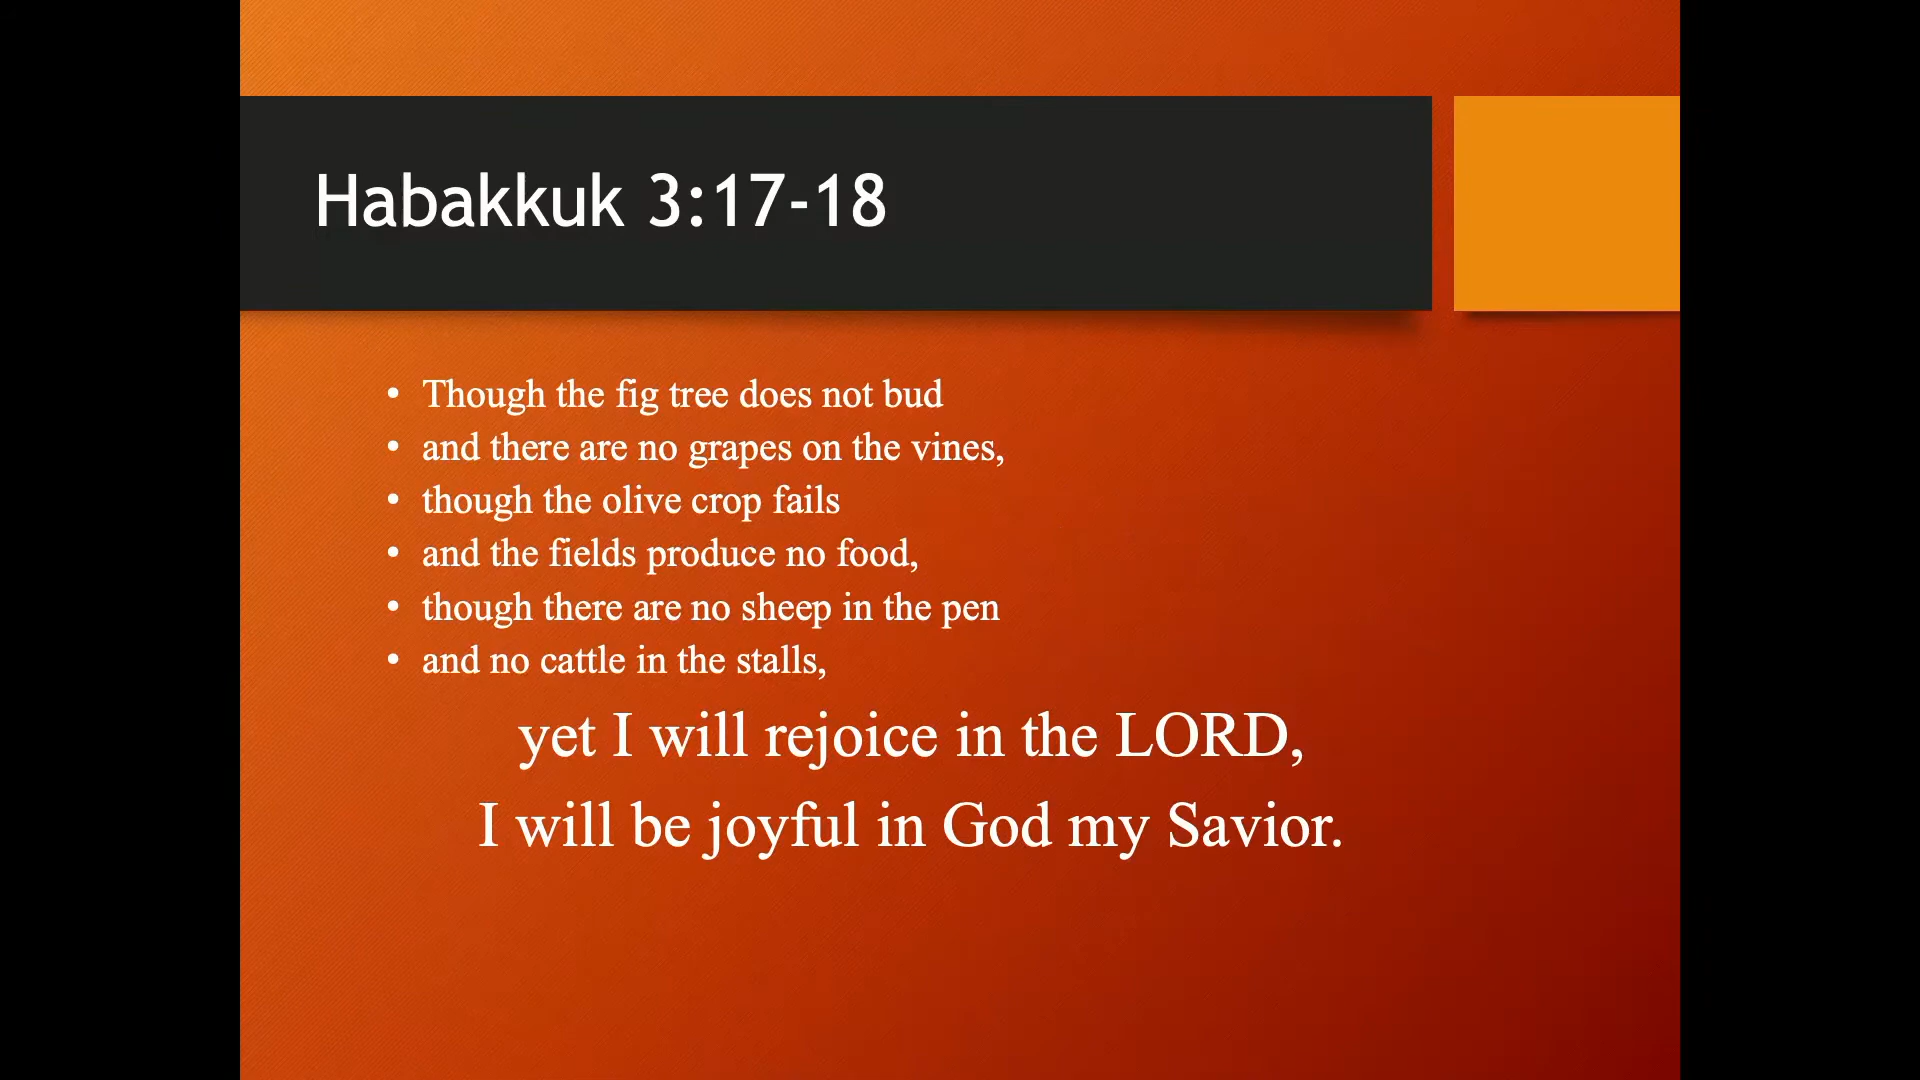 Habakkuk 3:17-18
• Though the fig tree does not bud
• and there are no grapes on the vines,
• though the olive crop fails
• and the fields produce no food,
• though there are no sheep in the pen
• and no cattle in the stalls,
yet I will rejoice in the LORD,
I will be joyful in God my Savior.